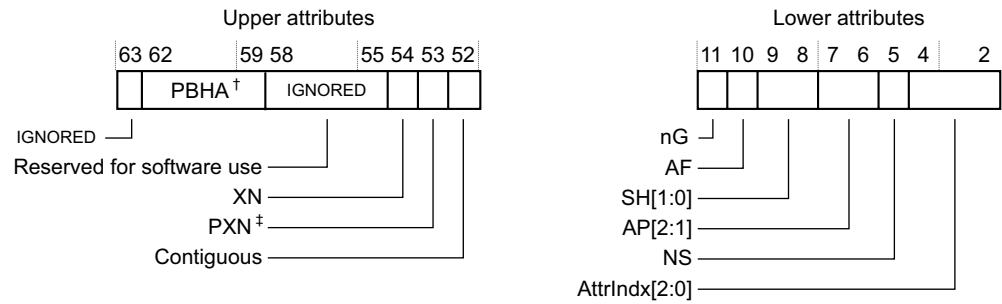 Upper attributes
63 62 59 58 55 54 53 52
PBHA † IGNORED
IGNORED
Reserved for software use
XN
PXN ‡
Contiguous
Lower attributes
11 10 9 8 7 6 5 4 2
nG
AF
SH[1:0]
AP[2:1]
NS
AttrIndx[2:0]